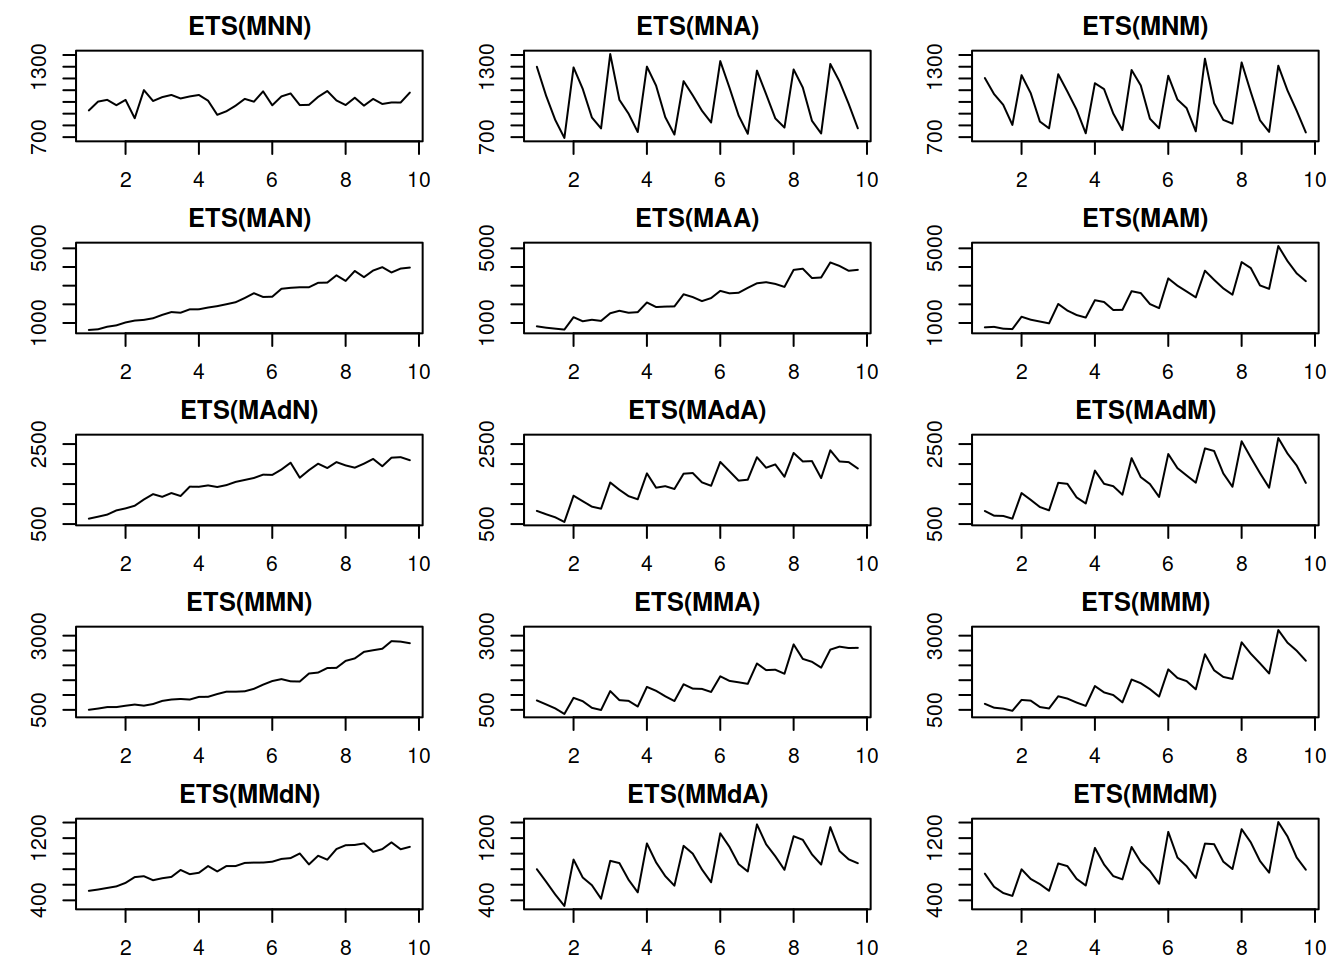 ETS(MNN) ETS(MNA) ETS(MNM)
700 1300
2 4 6 8 10
700 1300
2 4 6 8 10
700 1300
2 4 6 8 10
ETS(MAN) ETS(MAA) ETS(MAM)
1000 5000
2 4 6 8 10
1000 5000
2 4 6 8 10
1000 5000
2 4 6 8 10
ETS(MAdN) ETS(MAdA) ETS(MAdM)
500 2500
2 4 6 8 10
500 2500
2 4 6 8 10
500 2500
2 4 6 8 10
ETS(MMN) ETS(MMA) ETS(MMM)
500 3000
2 4 6 8 10
500 3000
2 4 6 8 10
500 3000
2 4 6 8 10
ETS(MMdN) ETS(MMdA) ETS(MMdM)
400 1200
2 4 6 8 10
400 1200
2 4 6 8 10
400 1200
2 4 6 8 10